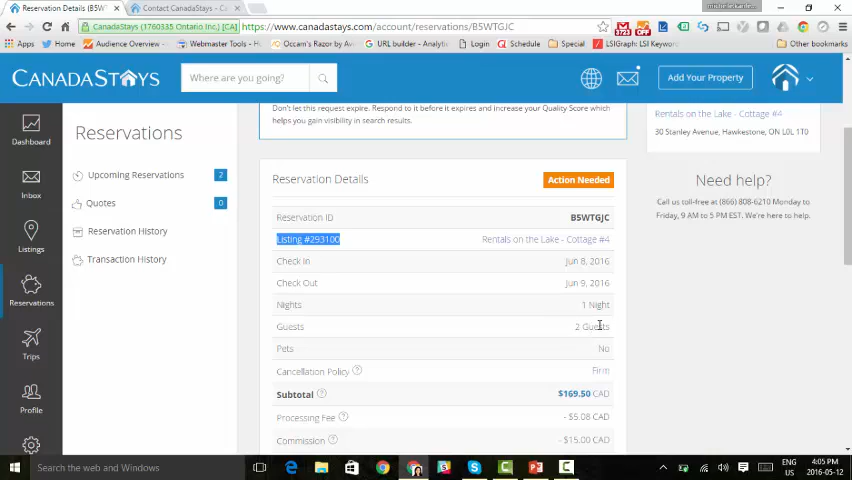 Reservation Details (B5WT
Contact CanadaStays - C
CanadaStays (1760335 Ontario Inc.) [CA]
https://www.canadastays.com/account/reservations/B5WTGJC
Apps
Home
Audience Overview -
Webmaster Tools -
Occam's Razor by Av
URL builder - Analytic
Login
Schedule
Special
LSIGraph: LSI Keywor
Other bookmarks
CANADASTAYS
Where are you going?
Add Your Property
Dashboard
Inbox
Listings
Reservations
Trips
Profile
Reservations
Upcoming Reservations 2
Quotes 0
Reservation History
Transaction History
Don't let this request expire. Respond to it before it expires and increase your Quality Score which
helps you gain visibility in search results.
Reservation Details
Action Needed
Reservation ID B5WTGJC
Listing #293100 Rentals on the Lake - Cottage #4
Check In Jun 8, 2016
Check Out Jun 9, 2016
Nights 1 Night
Guests 2 Guests
Pets No
Cancellation Policy ? Firm
Subtotal ? $169.50 CAD
Processing Fee ? - $5.08 CAD
Commission ? - $15.00 CAD
Rentals on the Lake - Cottage #4
30 Stanley Avenue, Hawkestone, ON L0L 1T0
Need help?
Call us toll-free at (866) 808-6210 Monday to
Friday, 9 AM to 5 PM EST. We're here to help.
Search the web and Windows
ENG
US
4:05 PM
2016-05-12